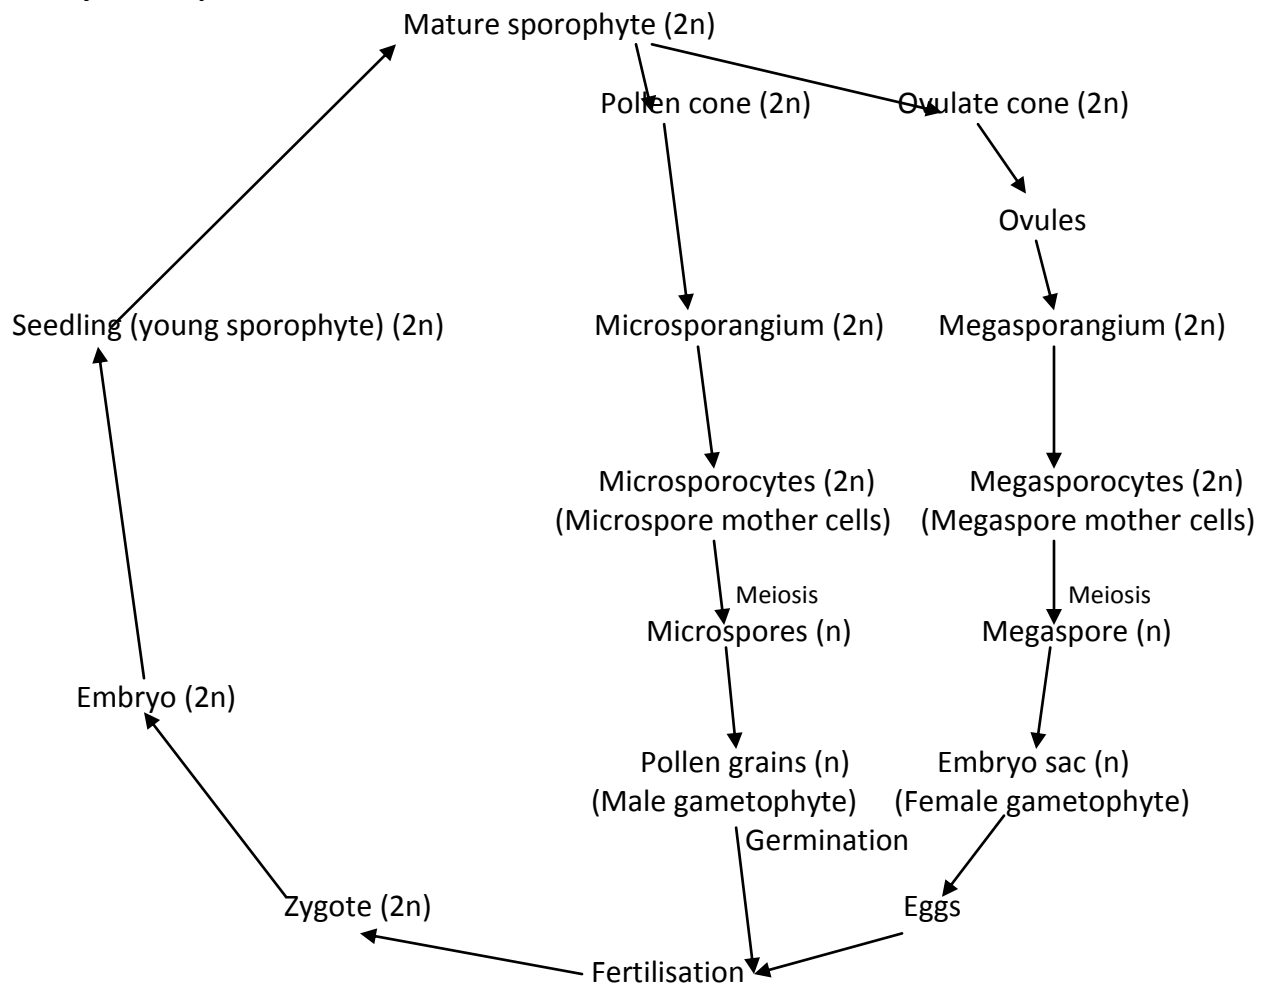 Mature sporophyte (2n)
Pollen cone (2n)
Ovulate cone (2n)
Ovules
Seedling (young sporophyte) (2n)
Microsporangium (2n)
Megasporangium (2n)
Microsporocytes (2n)
(Microspore mother cells)
Megasporocytes (2n)
(Megaspore mother cells)
Meiosis
Meiosis
Microspores (n)
Megaspore (n)
Embryo (2n)
Pollen grains (n)
(Male gametophyte)
Embryo sac (n)
(Female gametophyte)
Germination
Zygote (2n)
Eggs
Fertilisation